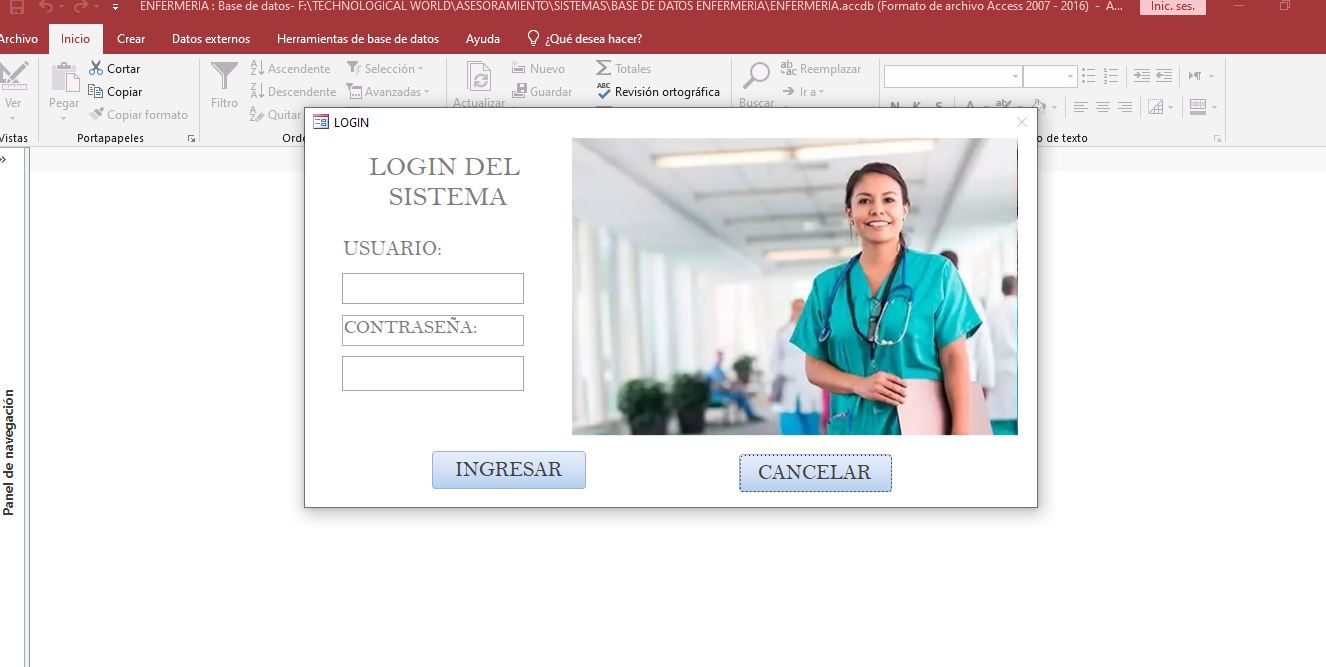 ENFERMERIA : Base de datos- F:\TECHNOLOGICAL WORLD\ASESORAMIENTO\SISTEMAS\BASE DE DATOS ENFERMERIA\ENFERMERIA.accdb (Formato de archivo Access 2007 - 2016) - A... Inic. ses.
Archivo Inicio Crear Datos externos Herramientas de base de datos Ayuda ¿Qué desea hacer?
Ver
Pegar
Cortar
Copiar
Copiar formato
Vistas
Portapapeles
Filtro
Ascendente
Descendente
Quitar
Selección
Avanzadas
Actualizar
Nuevo
Guardar
Totales
Revisión ortográfica
Buscar
Reemplazar
Ir a
N K S
o de texto
Panel de navegación
LOGIN
LOGIN DEL
SISTEMA
USUARIO:
CONTRASEÑA:
INGRESAR
CANCELAR